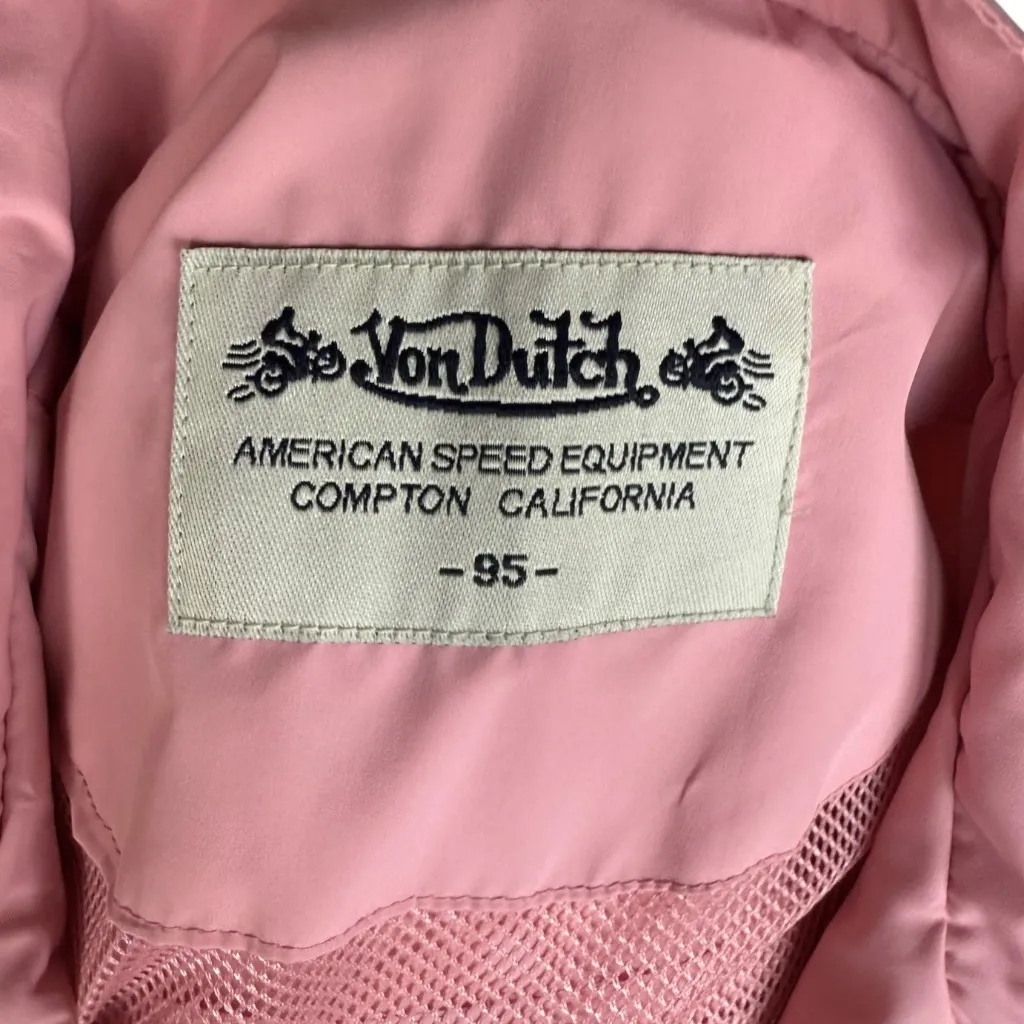 Von Dutch
AMERICAN SPEED EQUIPMENT
COMPTON CALIFORNIA
-95-